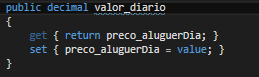 public decimal valor_diario
{
get { return preco_aluguerDia; }
set { preco_aluguerDia = value; }
}